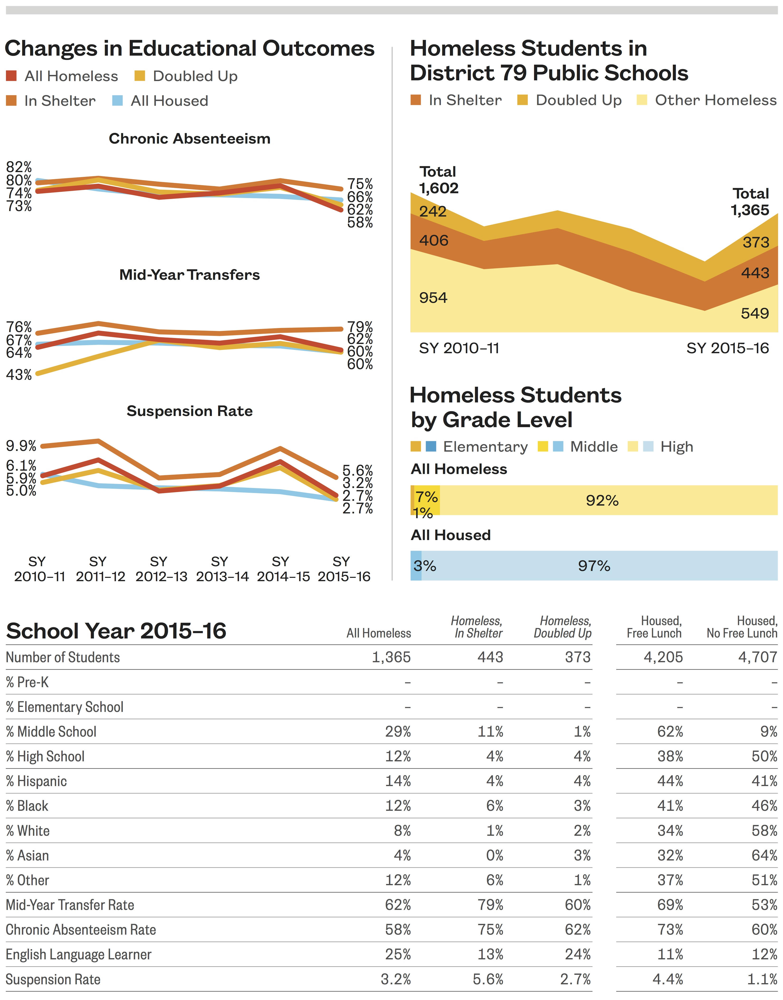 Changes in Educational Outcomes
All Homeless Doubled Up
In Shelter All Housed
Chronic Absenteeism
82%
80%
74%
73%
75%
66%
62%
58%
Mid-Year Transfers
76%
67%
64%
43%
79%
62%
60%
60%
Suspension Rate
9.9%
6.1%
5.9%
5.0%
5.6%
3.2%
2.7%
2.7%
SY SY SY SY SY SY
2010–11 2011–12 2012–13 2013–14 2014–15 2015–16
Homeless Students in
District 79 Public Schools
In Shelter Doubled Up Other Homeless
Total
1,602
242
406
954
Total
1,365
373
443
549
SY 2010–11 SY 2015–16
Homeless Students
by Grade Level
Elementary Middle High
All Homeless
7% 92%
1%
All Housed
3% 97%
Homeless, Homeless, Housed, Housed,
School Year 2015–16 All Homeless In Shelter Doubled Up Free Lunch No Free Lunch
Number of Students 1,365 443 373 4,205 4,707
% Pre-K – – – – –
% Elementary School – – – – –
% Middle School 29% 11% 1% 62% 9%
% High School 12% 4% 4% 38% 50%
% Hispanic 14% 4% 4% 44% 41%
% Black 12% 6% 3% 41% 46%
% White 8% 1% 2% 34% 58%
% Asian 4% 0% 3% 32% 64%
% Other 12% 6% 1% 37% 51%
Mid-Year Transfer Rate 62% 79% 60% 69% 53%
Chronic Absenteeism Rate 58% 75% 62% 73% 60%
English Language Learner 25% 13% 24% 11% 12%
Suspension Rate 3.2% 5.6% 2.7% 4.4% 1.1%